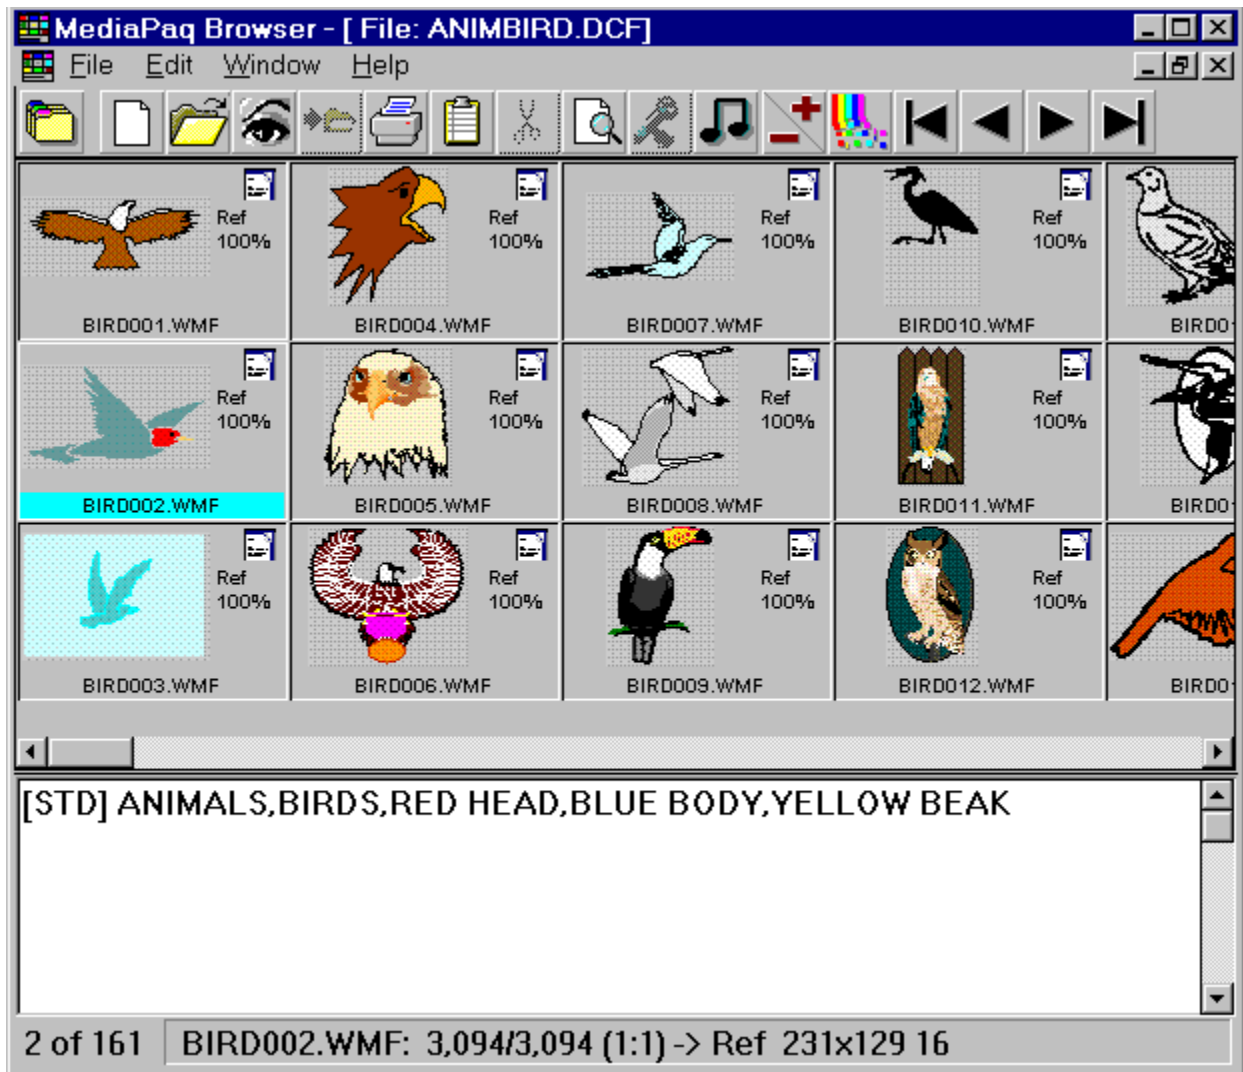 MediaPaq Browser - [ File: ANIMBIRD.DCF]
File Edit Window Help
Ref 100% Ref 100% Ref 100% Ref 100%
BIRD001.WMF BIRD004.WMF BIRD007.WMF BIRD010.WMF
Ref 100% Ref 100% Ref 100% Ref 100%
BIRD002.WMF BIRD005.WMF BIRD008.WMF BIRD011.WMF
Ref 100% Ref 100% Ref 100% Ref 100%
BIRD003.WMF BIRD006.WMF BIRD009.WMF BIRD012.WMF
[STD] ANIMALS,BIRDS,RED HEAD,BLUE BODY,YELLOW BEAK
2 of 161 BIRD002.WMF: 3,094/3,094 (1:1) -> Ref 231x129 16